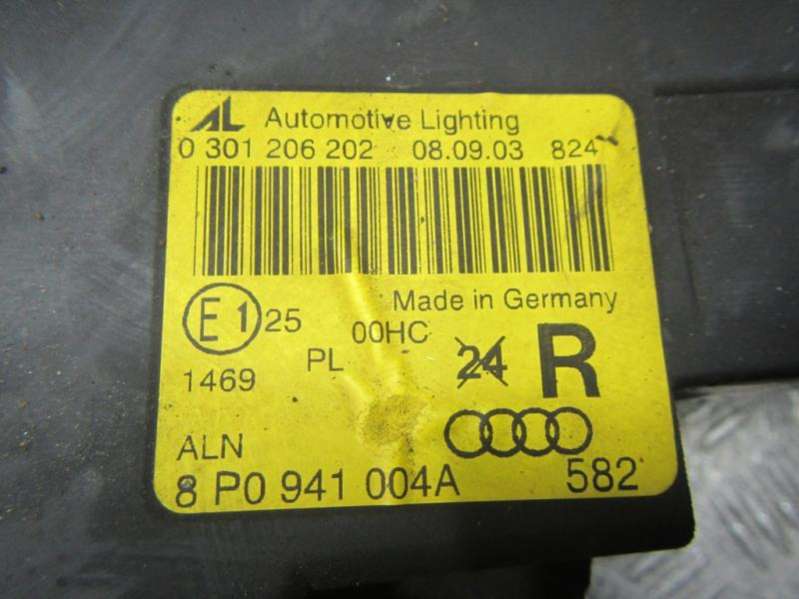 AL Automotive Lighting
0 301 206 202 08.09.03 824
Made in Germany
E1 25 00HC
PL 24 R
1469
ALN
8 P0 941 004A 582